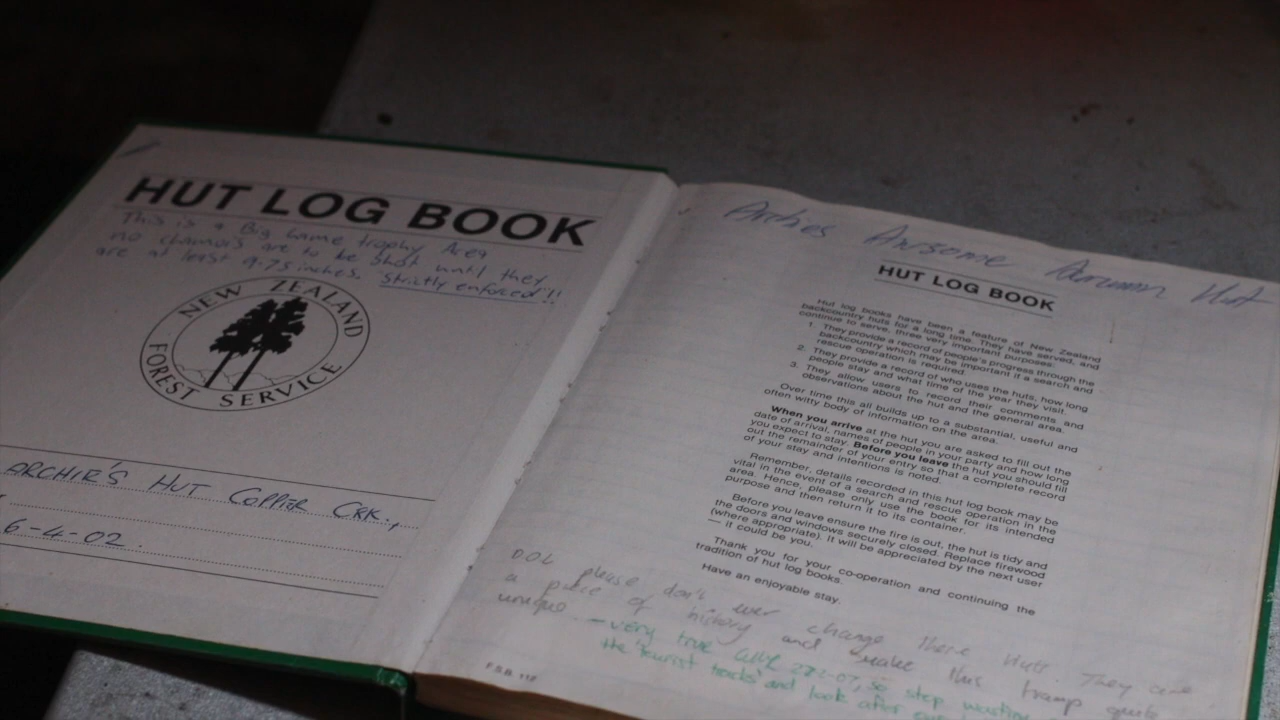 HUT LOG BOOK
This is a Big Game trophy Area
no chamois are to be shot until they
are at least 9.75 inches. Strictly enforced!!
NEW ZEALAND
FOREST SERVICE
ARCHIE'S HUT COPPER CRK.,
6-4-02.
Archies Awsome Hut
HUT LOG BOOK
Hut log books have been a feature of New Zealand
backcountry huts for a long time. They have served, and
continue to serve, three very important purposes:
1. They provide a record of people's progress through the
backcountry which may be important if a search and
rescue operation is required.
2. They provide a record of who uses the huts, how long
people stay and what time of the year they visit.
3. They allow users to record their comments, and
observations about the hut and the general area.
Over time this all builds up to a substantial, useful and
often witty body of information on the area.
When you arrive at the hut you are asked to fill out the
date of arrival, names of people in your party and how long
you expect to stay. Before you leave the hut you should fill
out the remainder of your entry so that a complete record
of your stay and intentions is noted.
Remember, details recorded in this hut log book may be
vital in the event of a search and rescue operation in the
area. Hence, please only use the book for its intended
purpose and then return it to its container.
Before you leave ensure the fire is out, the hut is tidy and
the doors and windows securely closed. Replace firewood
(where appropriate). It will be appreciated by the next user
— it could be you.
Thank you for your co-operation and continuing the
tradition of hut log books.
Have an enjoyable stay.
please don't ever change these Huts. They are
a piece of history and make this tramp quite
unique. - very true so stop wasting
the 'tourist tracks' and look after
F.S.B. 112